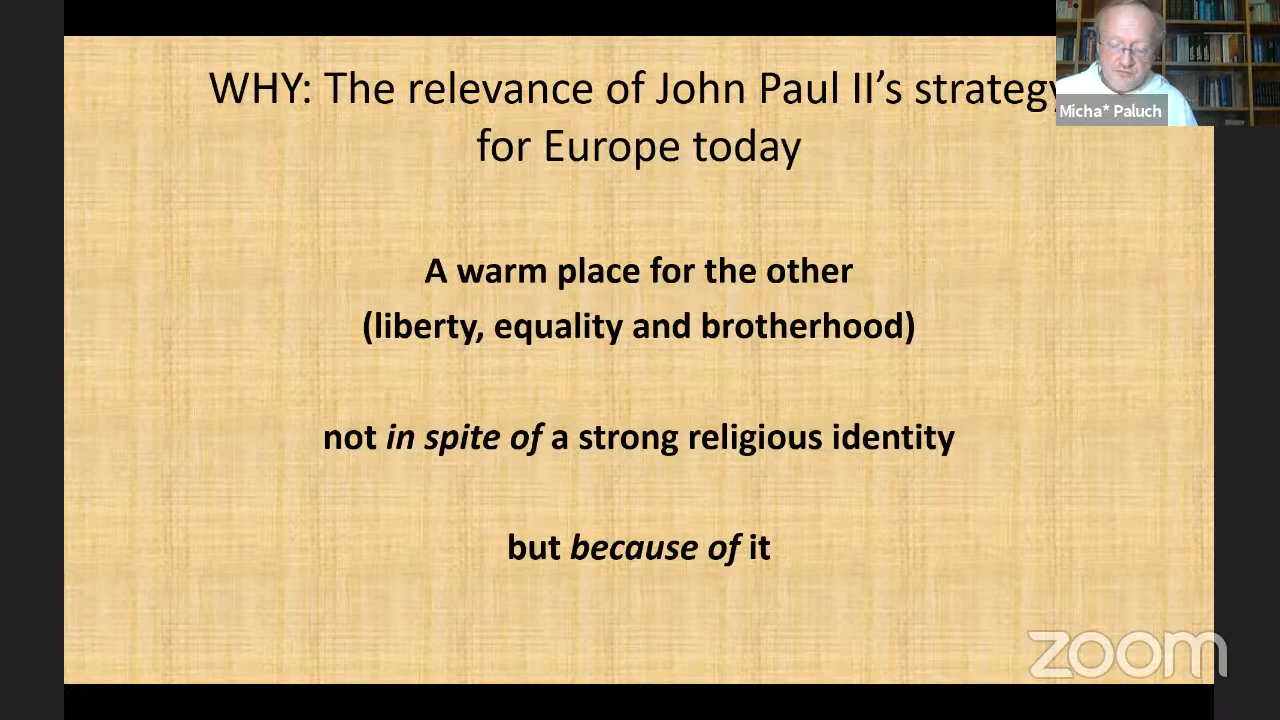 WHY: The relevance of John Paul II’s strategy
for Europe today
Micha* Paluch
A warm place for the other
(liberty, equality and brotherhood)
not in spite of a strong religious identity
but because of it
zoom